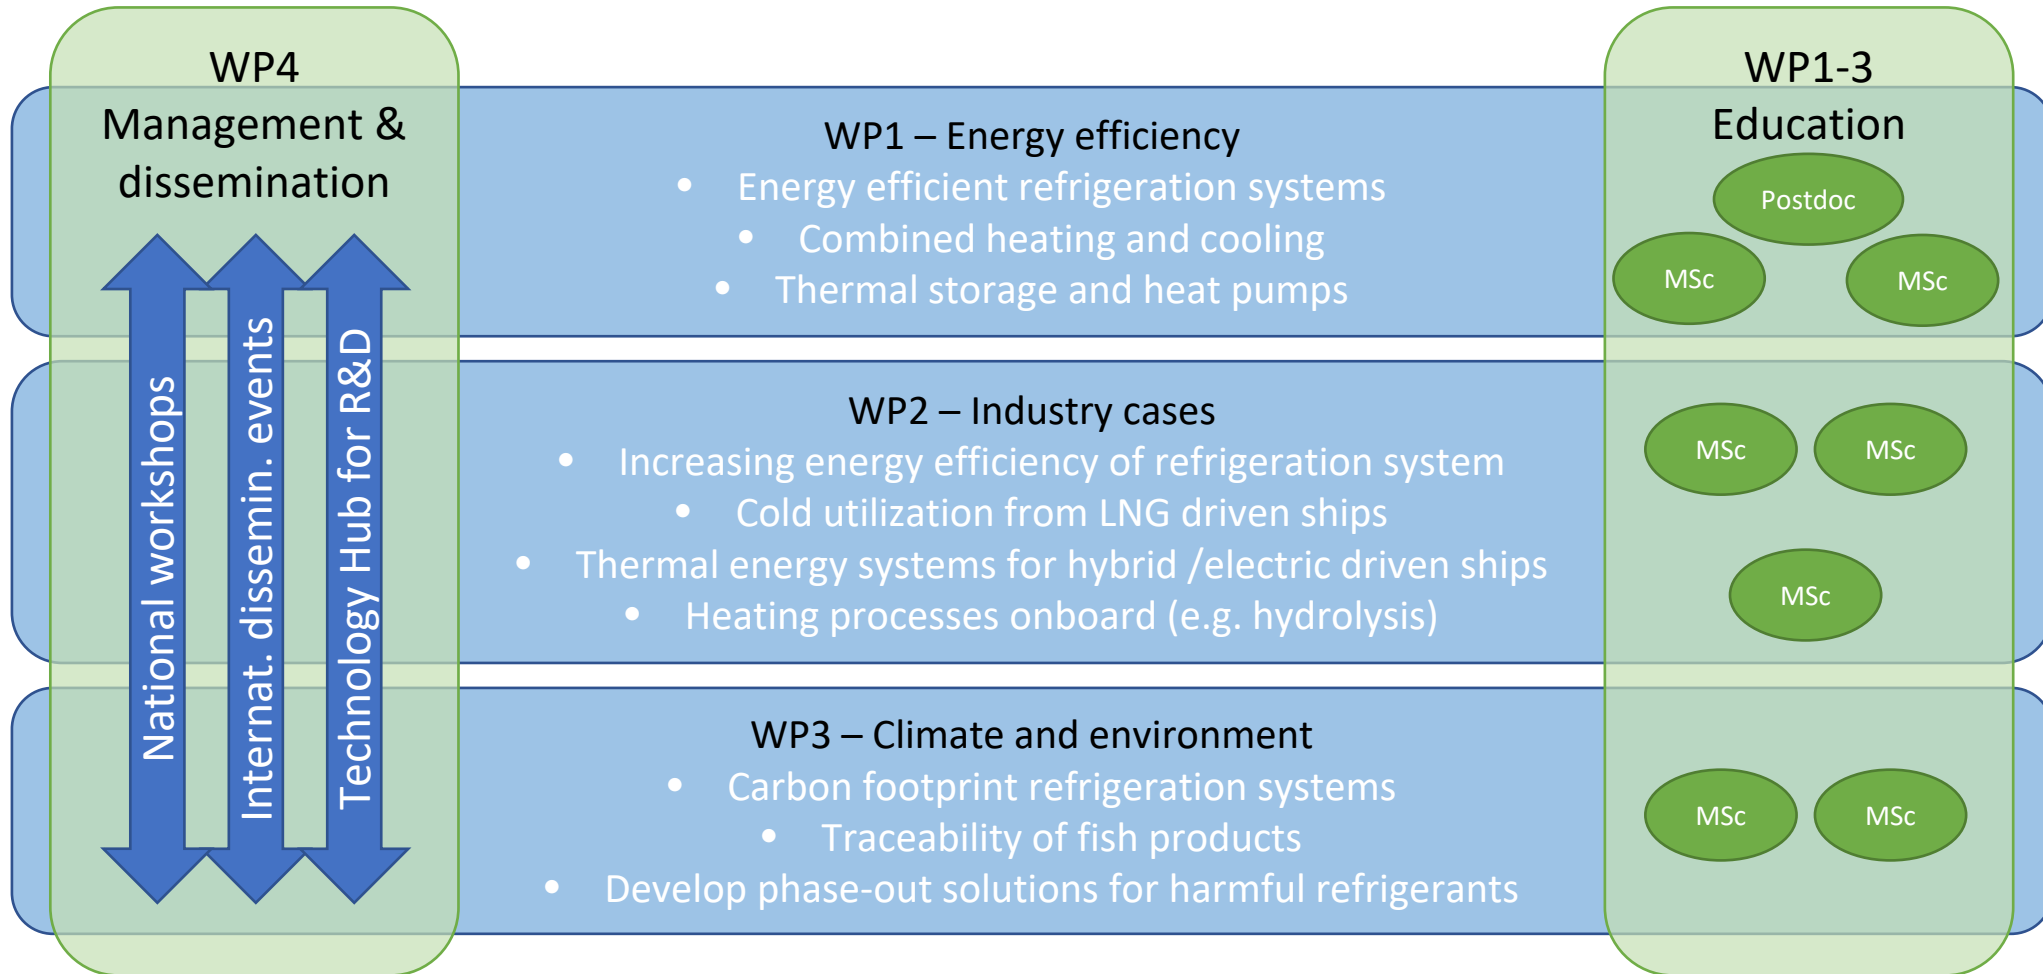 WP4
Management &
dissemination
National workshops
Internat. dissemin. events
Technology Hub for R&D
WP1 – Energy efficiency
• Energy efficient refrigeration systems
• Combined heating and cooling
• Thermal storage and heat pumps
WP2 – Industry cases
• Increasing energy efficiency of refrigeration system
• Cold utilization from LNG driven ships
• Thermal energy systems for hybrid /electric driven ships
• Heating processes onboard (e.g. hydrolysis)
WP3 – Climate and environment
• Carbon footprint refrigeration systems
• Traceability of fish products
• Develop phase-out solutions for harmful refrigerants
WP1-3
Education
Postdoc
MSc
MSc
MSc
MSc
MSc
MSc
MSc